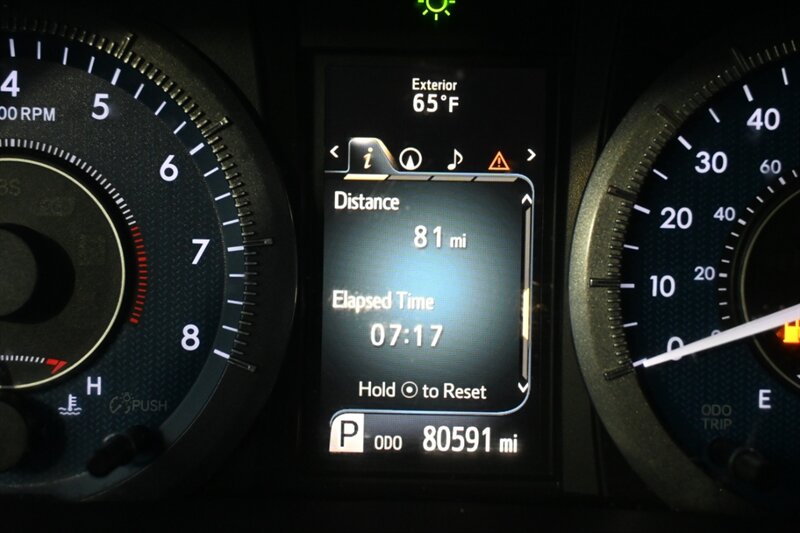 Exterior
65°F
i
Distance
81 mi
Elapsed Time
07:17
Hold ⦿ to Reset
P ODO 80591 mi
4
5
6
7
8
00 RPM
H
PUSH
40
30
20
10
0
60
40
20
0
E
ODO
TRIP